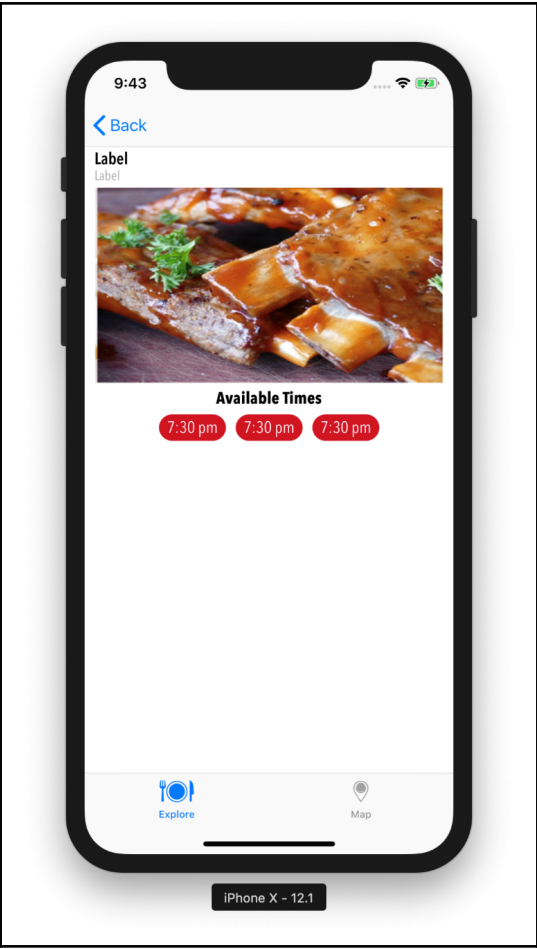 9:43
Back
Label
Label
Available Times
7:30 pm 7:30 pm 7:30 pm
Explore Map
iPhone X - 12.1